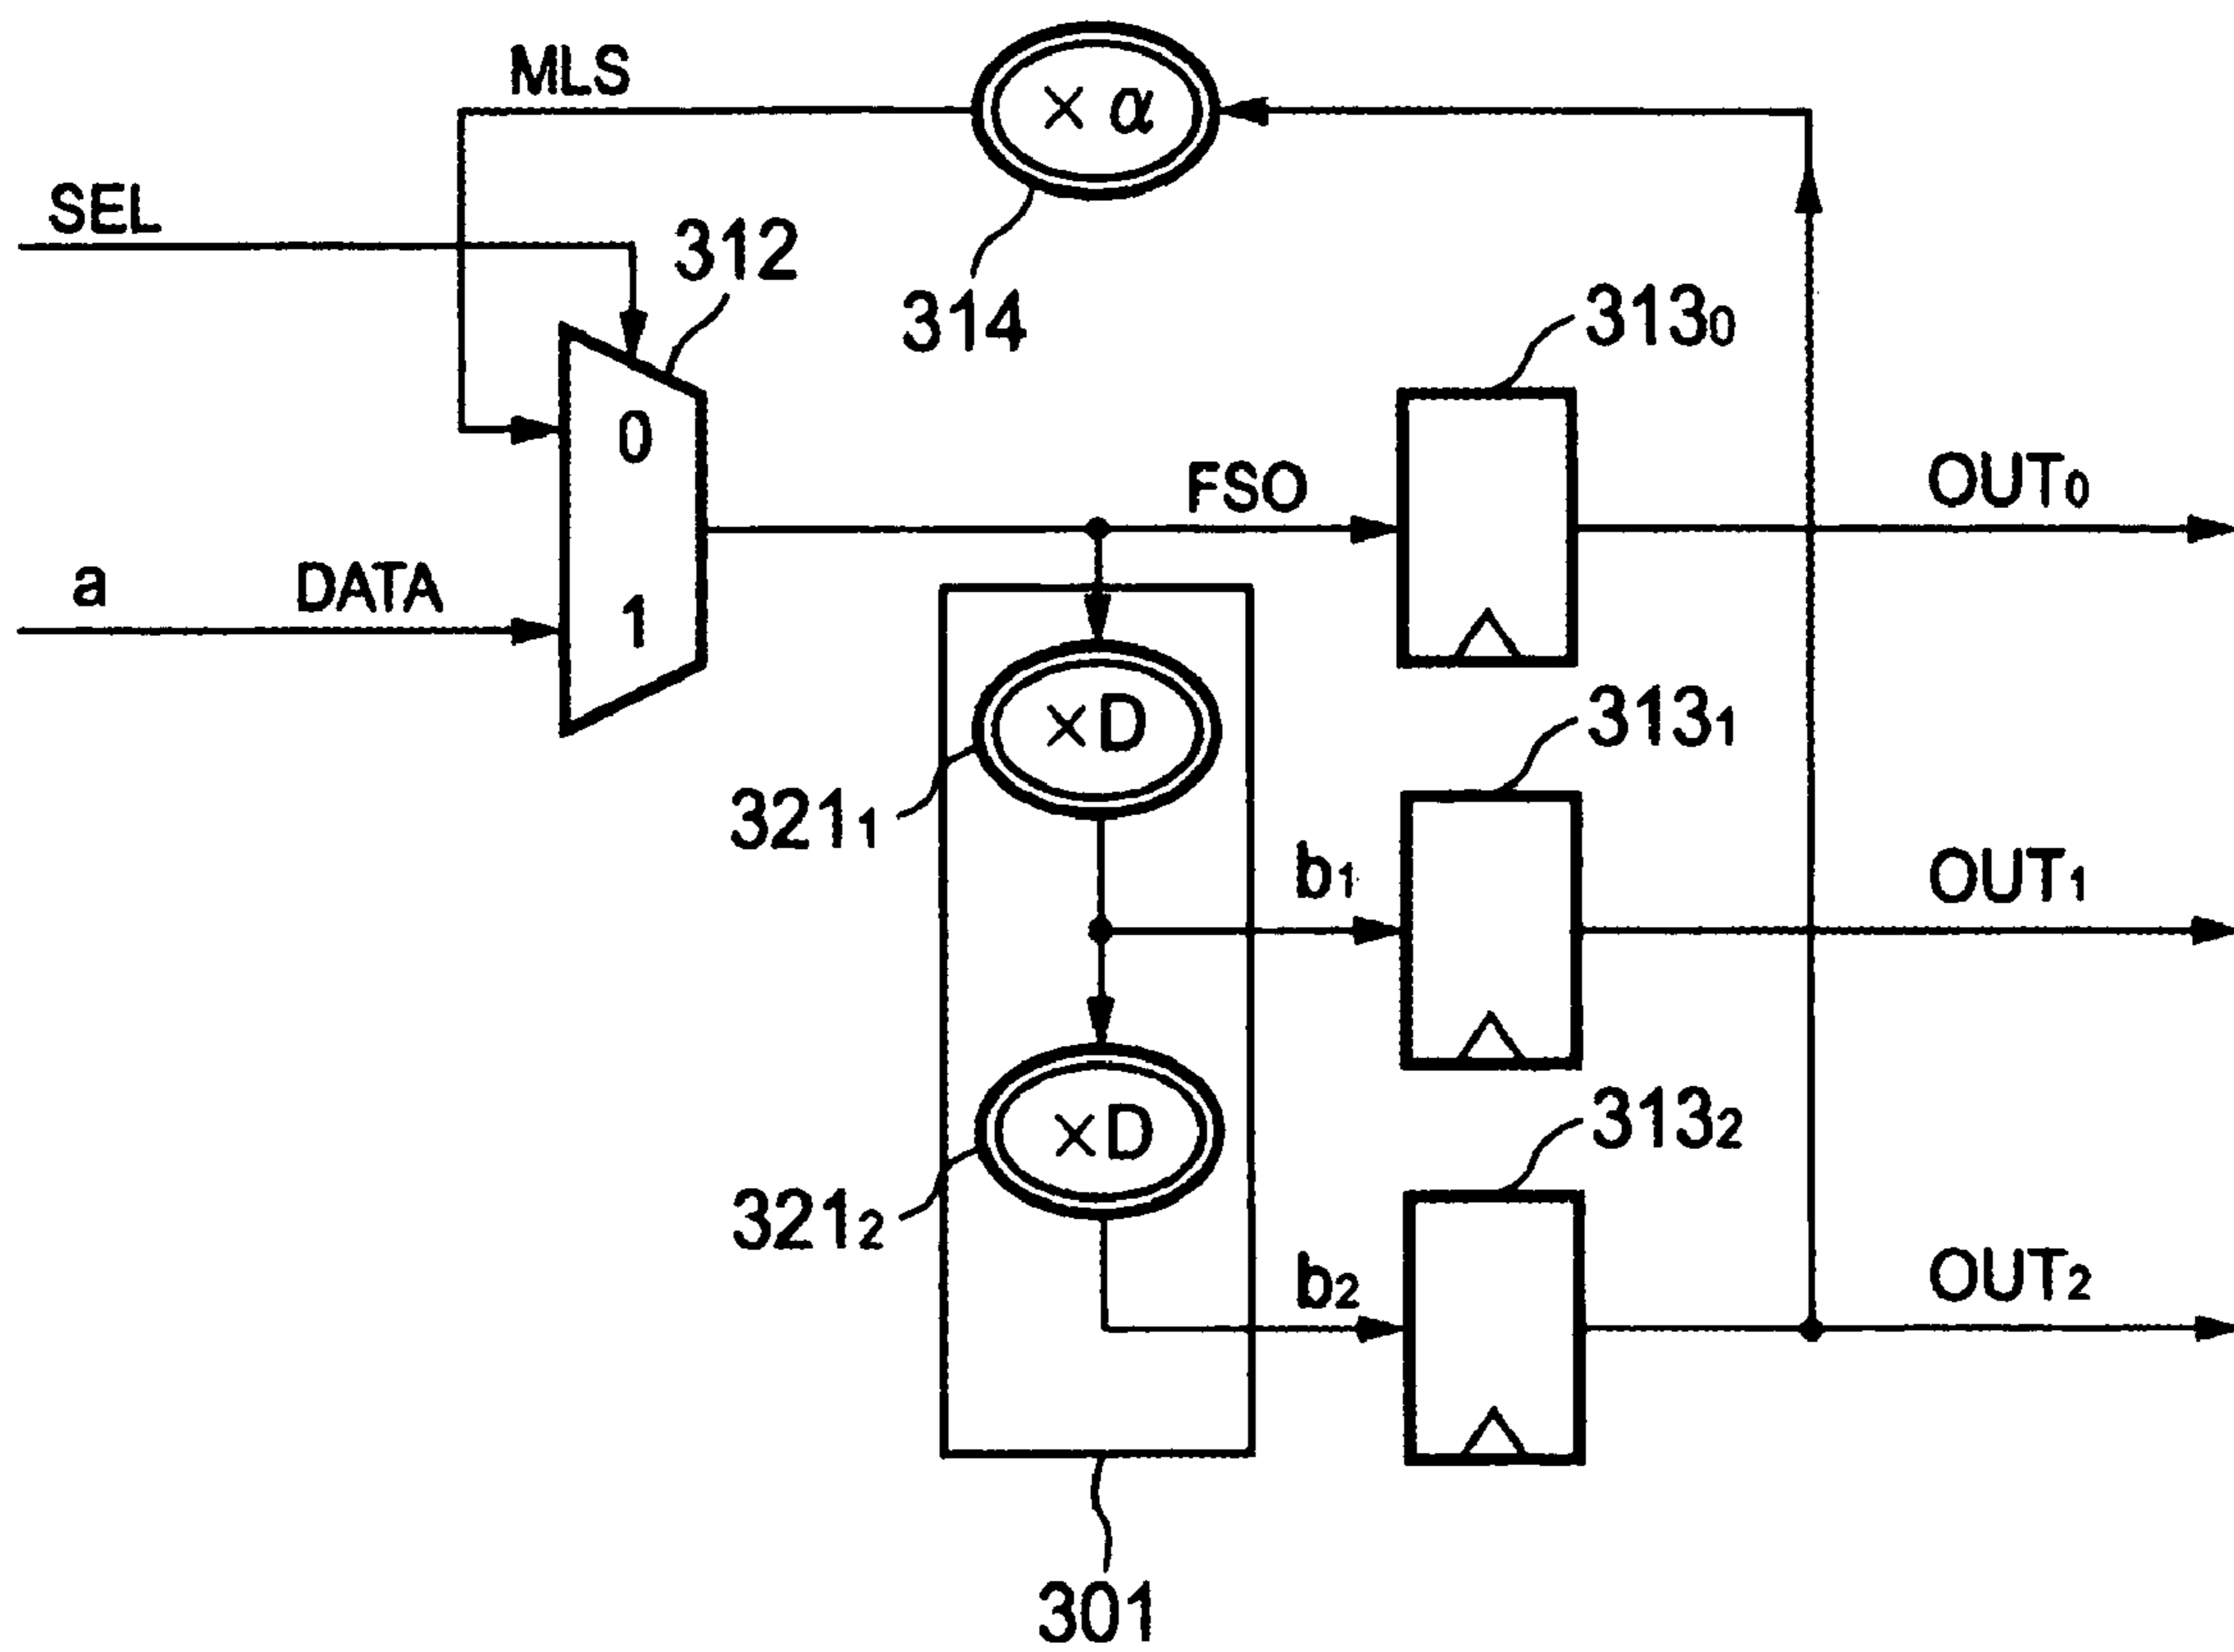 MLS
× α
SEL
312
314
313₀
0
FSO
OUT₀
a
DATA
1
×D
313₁
321₁
b₁
OUT₁
×D
313₂
321₂
b₂
OUT₂
301